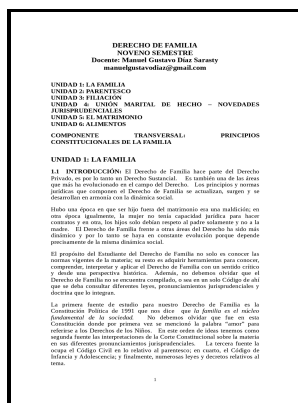 DERECHO DE FAMILIA
NOVENO SEMESTRE
Docente: Manuel Gustavo Díaz Sarasty
manuelgustavodiaz@gmail.com
UNIDAD 1: LA FAMILIA
UNIDAD 2: PARENTESCO
UNIDAD 3: FILIACIÓN
UNIDAD 4: UNIÓN MARITAL DE HECHO – NOVEDADES
JURISPRUDENCIALES
UNIDAD 5: EL MATRIMONIO
UNIDAD 6: ALIMENTOS
COMPONENTE TRANSVERSAL: PRINCIPIOS
CONSTITUCIONALES DE LA FAMILIA
UNIDAD 1: LA FAMILIA
1.1 INTRODUCCIÓN: El Derecho de Familia hace parte del Derecho
Privado, es por lo tanto un Derecho Sustancial. Es también una de las áreas
que más ha evolucionado en el campo del Derecho. Los principios y normas
jurídicas que componen el Derecho de Familia se actualizan, surgen y se
desarrollan en armonía con la dinámica social.
Hubo una época en que ser hijo fuera del matrimonio era una maldición; en
otra época igualmente, la mujer no tenía capacidad jurídica para hacer
contratos y en otra, los hijos solo debían respeto al padre solamente y no a la
madre. El Derecho de Familia frente a otras áreas del Derecho ha sido más
dinámico y por lo tanto se haya en constante evolución porque depende
precisamente de la misma dinámica social.
El propósito del Estudiante del Derecho de Familia no solo es conocer las
normas vigentes de la materia; su resto es adquirir herramientas para conocer,
comprender, interpretar y aplicar el Derecho de Familia con un sentido crítico
y desde una perspectiva histórica. Además, no debemos olvidar que el
Derecho de Familia no se encuentra compilado, o sea en un solo Código de ahí
que se deba consultar diferentes leyes, pronunciamientos jurisprudenciales y
doctrina que lo integran.
La primera fuente de estudio para nuestro Derecho de Familia es la
Constitución Política de 1991 que nos dice que la familia es el núcleo
fundamental de la sociedad. No debemos olvidar que fue en esta
Constitución donde por primera vez se mencionó la palabra “amor” para
referirse a los Derechos de los Niños. En este orden de ideas tenemos como
segunda fuente las interpretaciones de la Corte Constitucional sobre la materia
en sus diferentes pronunciamientos jurisprudenciales. La tercera fuente la
ocupa el Código Civil en lo relativo al parentesco; en cuarto, el Código de
Infancia y Adolescencia; y finalmente, numerosas leyes y decretos relativos al
tema.
1